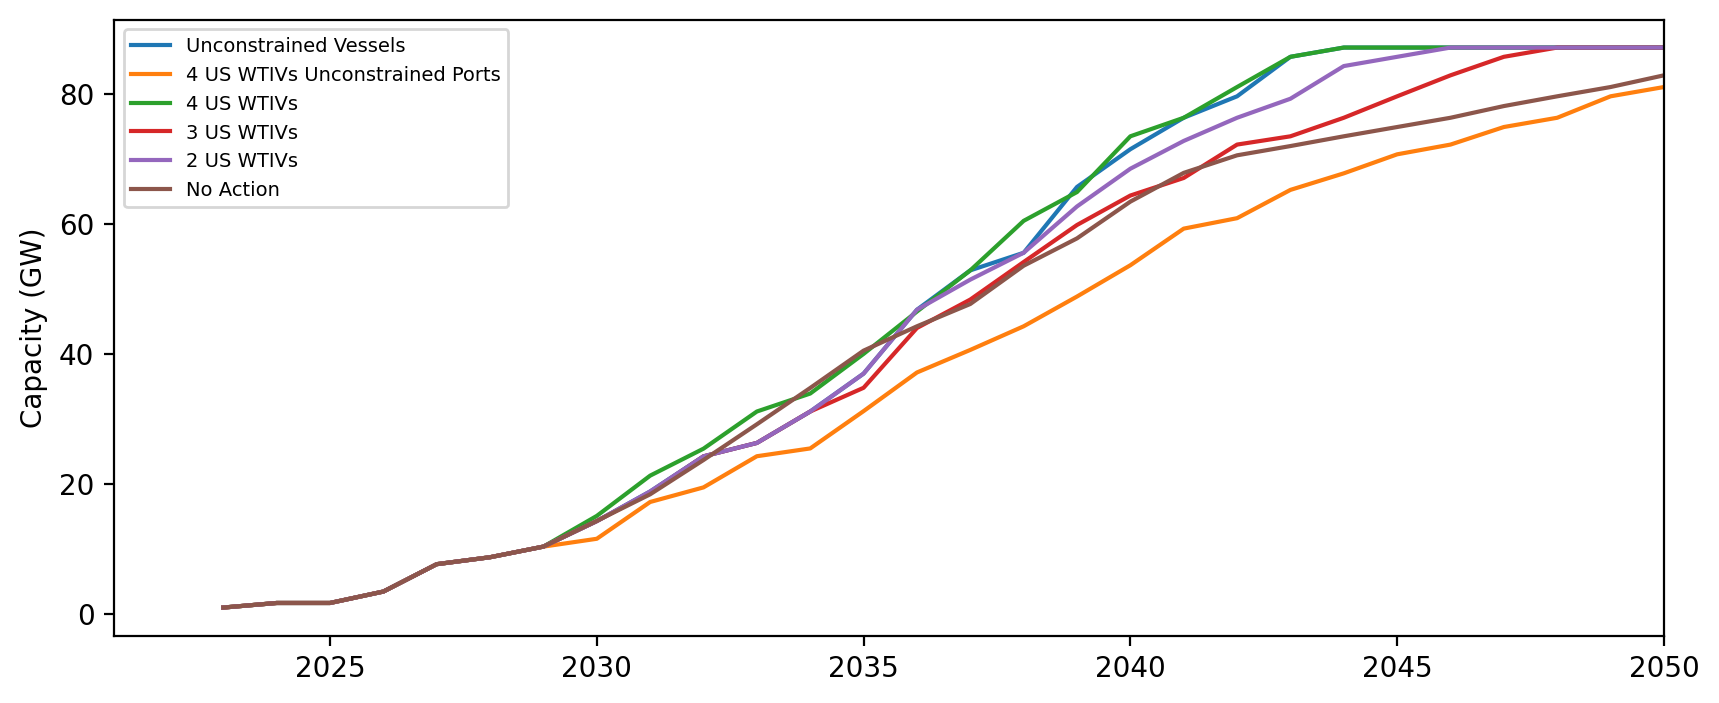 Unconstrained Vessels
4 US WTIVs Unconstrained Ports
4 US WTIVs
3 US WTIVs
2 US WTIVs
No Action
Capacity (GW)
80
60
40
20
0
2025 2030 2035 2040 2045 2050